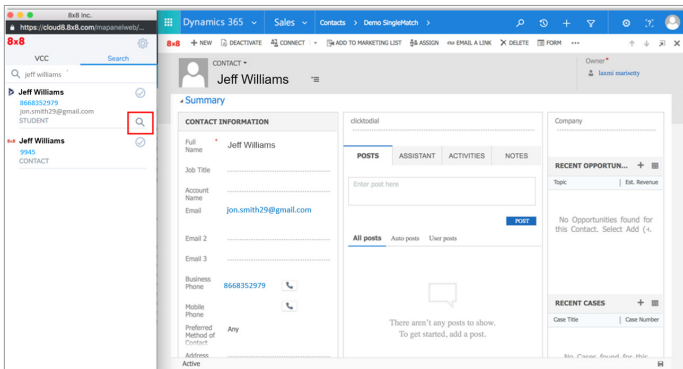 8x8 Inc.
https://cloud8.8x8.com/mapanelweb/...
8x8
VCC
Search
jeff williams
Jeff Williams
8668352979
jon.smith29@gmail.com
STUDENT
8x8 Jeff Williams
9945
CONTACT
Dynamics 365
Sales
Contacts > Demo SingleMatch >
8x8 + NEW DEACTIVATE CONNECT ADD TO MARKETING LIST ASSIGN EMAIL A LINK DELETE FORM ...
CONTACT
Jeff Williams
Owner*
laxmi marisetty
Summary
CONTACT INFORMATION
Full Name * Jeff Williams
Job Title
Account Name
Email jon.smith29@gmail.com
Email 2
Email 3
Business Phone 8668352979
Mobile Phone
Preferred Method of Contact Any
Address
Active
clicktodial
POSTS ASSISTANT ACTIVITIES NOTES
Enter post here
POST
All posts Auto posts User posts
There aren't any posts to show.
To get started, add a post.
Company
RECENT OPPORTUN... +
Topic Est. Revenue
No Opportunities found for
this Contact. Select Add (+.
RECENT CASES +
Case Title Case Number
No Cases found for this